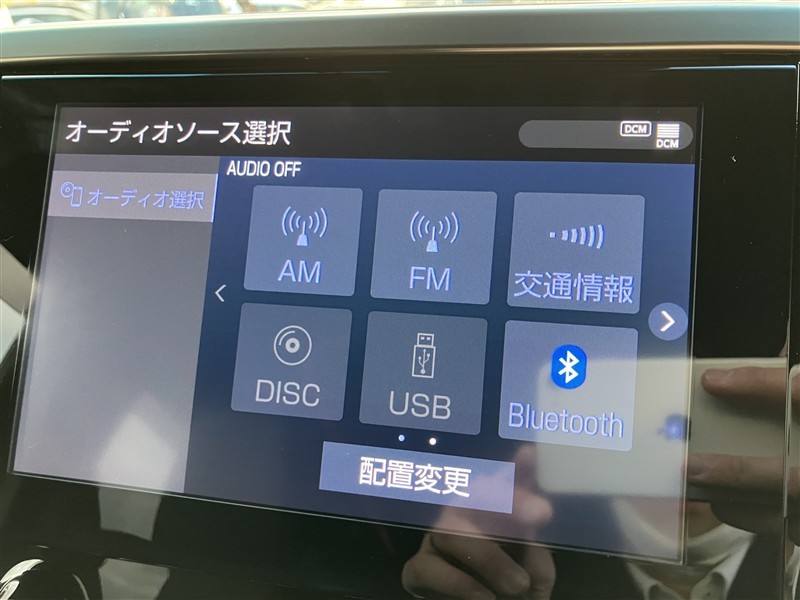 オーディオソース選択
DCM
DCM
オーディオ選択
AUDIO OFF
AM
FM
交通情報
DISC
USB
Bluetooth
配置変更